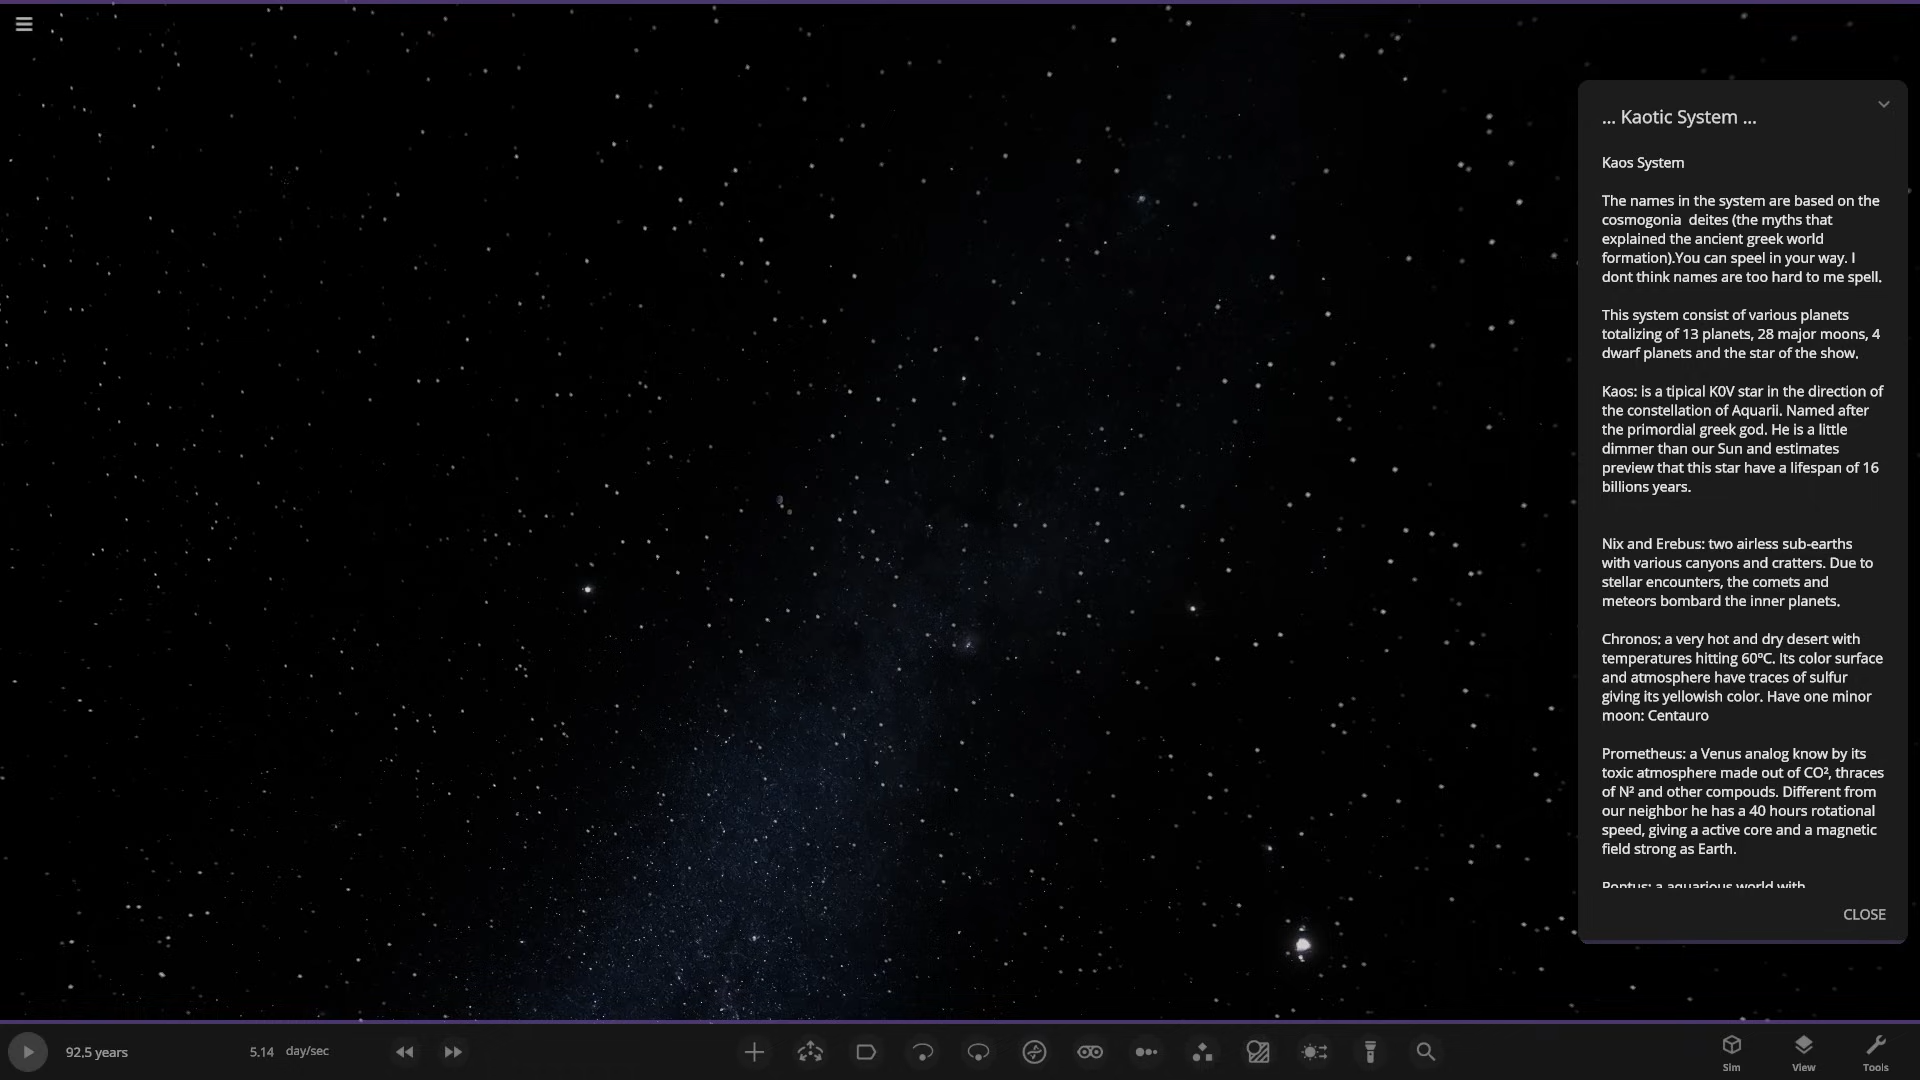 ... Kaotic System ...
Kaos System
The names in the system are based on the
cosmogonia  deites (the myths that
explained the ancient greek world
formation).You can speel in your way. I
dont think names are too hard to me spell.
This system consist of various planets
totalizing of 13 planets, 28 major moons, 4
dwarf planets and the star of the show.
Kaos: is a tipical K0V star in the direction of
the constellation of Aquarii. Named after
the primordial greek god. He is a little
dimmer than our Sun and estimates
preview that this star have a lifespan of 16
billions years.
Nix and Erebus: two airless sub-earths
with various canyons and cratters. Due to
stellar encounters, the comets and
meteors bombard the inner planets.
Chronos: a very hot and dry desert with
temperatures hitting 60ºC. Its color surface
and atmosphere have traces of sulfur
giving its yellowish color. Have one minor
moon: Centauro
Prometheus: a Venus analog know by its
toxic atmosphere made out of CO², thraces
of N² and other compouds. Different from
our neighbor he has a 40 hours rotational
speed, giving a active core and a magnetic
field strong as Earth.
Pontus: a aquarious world with
CLOSE
92.5 years
5.14 day/sec
Sim
View
Tools